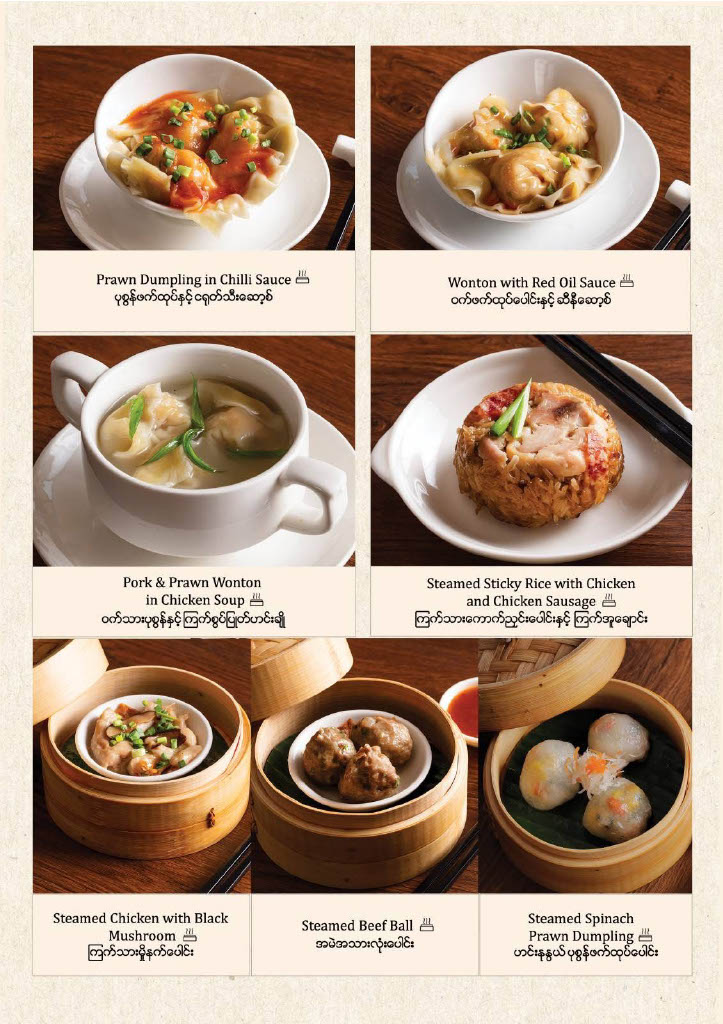 Prawn Dumpling in Chilli Sauce
ပုစွန်ဖက်ထုပ်နှင့် ငရုတ်သီးဆော့စ်
Wonton with Red Oil Sauce
ဝက်ဖက်ထုပ်ပေါင်းနှင့် ဆီနီဆော့စ်
Pork & Prawn Wonton
in Chicken Soup
ဝက်သားပုစွန်နှင့် ကြက်စွပ်ပြုတ်ဟင်းချို
Steamed Sticky Rice with Chicken
and Chicken Sausage
ကြက်သားကောက်ညှင်းပေါင်းနှင့် ကြက်အူချောင်း
Steamed Chicken with Black
Mushroom
ကြက်သားမှိုနက်ပေါင်း
Steamed Beef Ball
အမဲအသားလုံးပေါင်း
Steamed Spinach
Prawn Dumpling
ဟင်းနုနွယ် ပုစွန်ဖက်ထုပ်ပေါင်း